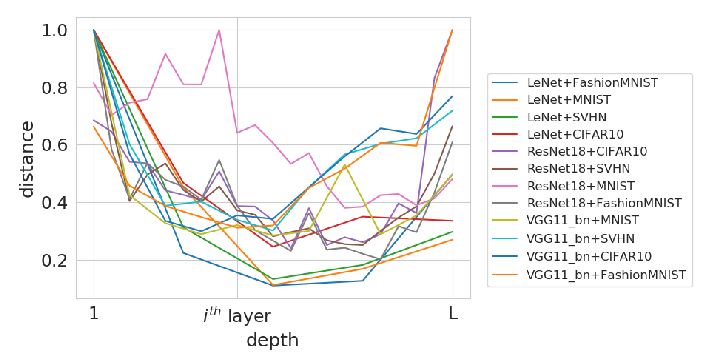 1.0
0.8
0.6
0.4
0.2
distance
1
i^th layer
L
depth
LeNet+FashionMNIST
LeNet+MNIST
LeNet+SVHN
LeNet+CIFAR10
ResNet18+CIFAR10
ResNet18+SVHN
ResNet18+MNIST
ResNet18+FashionMNIST
VGG11_bn+MNIST
VGG11_bn+SVHN
VGG11_bn+CIFAR10
VGG11_bn+FashionMNIST